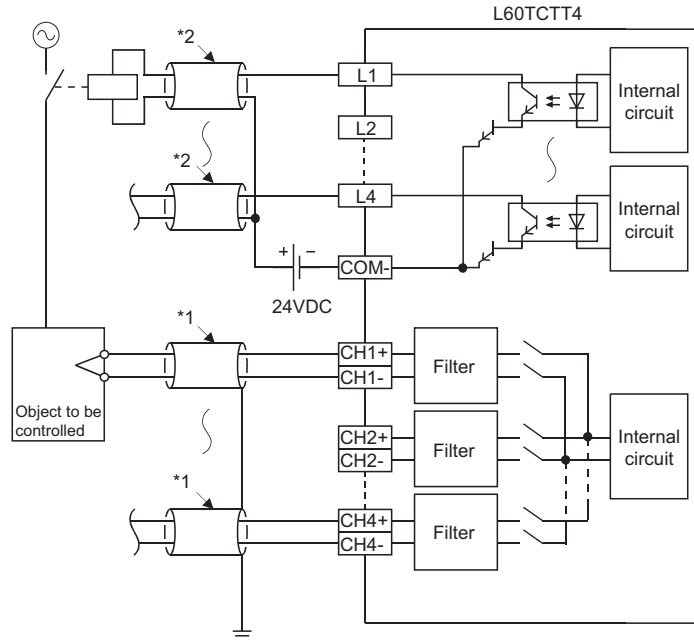 L60TCTT4
*2
L1
Internal
circuit
L2
*2
L4
Internal
circuit
+ −
COM-
24VDC
*1
CH1+
CH1-
Filter
Object to be
controlled
CH2+
CH2-
Filter
Internal
circuit
*1
CH4+
CH4-
Filter